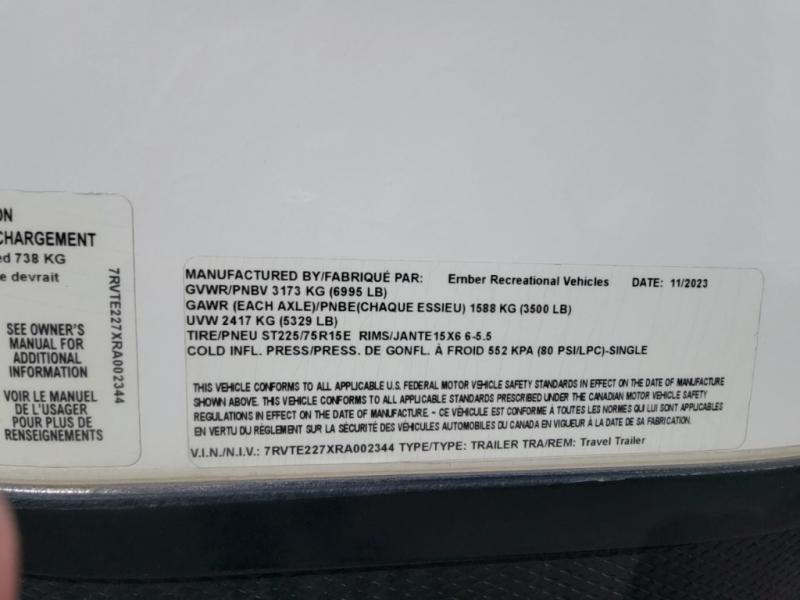 ON
CHARGEMENT
ed 738 KG
e devrait
SEE OWNER'S
MANUAL FOR
ADDITIONAL
INFORMATION
VOIR LE MANUEL
DE L'USAGER
POUR PLUS DE
RENSEIGNEMENTS
7RVTE227XRA002344
MANUFACTURED BY/FABRIQUÉ PAR: Ember Recreational Vehicles DATE: 11/2023
GVWR/PNBV 3173 KG (6995 LB)
GAWR (EACH AXLE)/PNBE(CHAQUE ESSIEU) 1588 KG (3500 LB)
UVW 2417 KG (5329 LB)
TIRE/PNEU ST225/75R15E RIMS/JANTE15X6 6-5.5
COLD INFL. PRESS/PRESS. DE GONFL. À FROID 552 KPA (80 PSI/LPC)-SINGLE
THIS VEHICLE CONFORMS TO ALL APPLICABLE U.S. FEDERAL MOTOR VEHICLE SAFETY STANDARDS IN EFFECT ON THE DATE OF MANUFACTURE
SHOWN ABOVE. THIS VEHICLE CONFORMS TO ALL APPLICABLE STANDARDS PRESCRIBED UNDER THE CANADIAN MOTOR VEHICLE SAFETY
REGULATIONS IN EFFECT ON THE DATE OF MANUFACTURE - CE VÉHICULE EST CONFORME À TOUTES LES NORMES QUI LUI SONT APPLICABLES
EN VERTU DU RÉGLEMENT SUR LA SÉCURITÉ DES VÉHICULES AUTOMOBILES DU CANADA EN VIGUEUR À LA DATE DE SA FABRICATION.
V.I.N./N.I.V.: 7RVTE227XRA002344 TYPE/TYPE: TRAILER TRA/REM: Travel Trailer